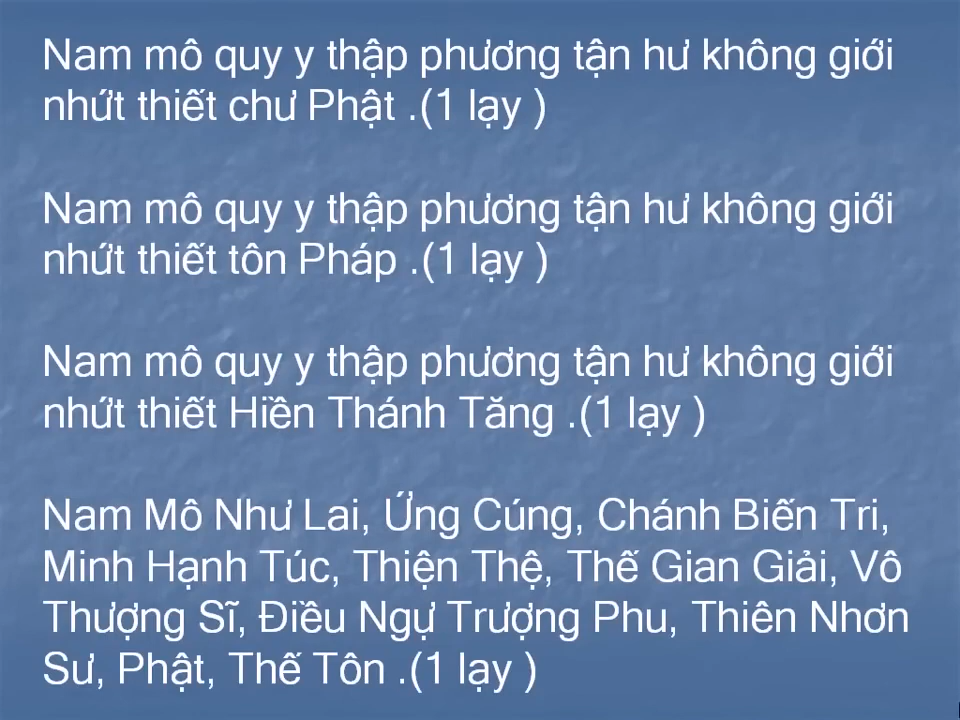 Nam mô quy y thập phương tận hư không giới
nhứt thiết chư Phật .(1 lạy )
Nam mô quy y thập phương tận hư không giới
nhứt thiết tôn Pháp .(1 lạy )
Nam mô quy y thập phương tận hư không giới
nhứt thiết Hiền Thánh Tăng .(1 lạy )
Nam Mô Như Lai, Ứng Cúng, Chánh Biến Tri,
Minh Hạnh Túc, Thiện Thệ, Thế Gian Giải, Vô
Thượng Sĩ, Điều Ngự Trượng Phu, Thiên Nhơn
Sư, Phật, Thế Tôn .(1 lạy )